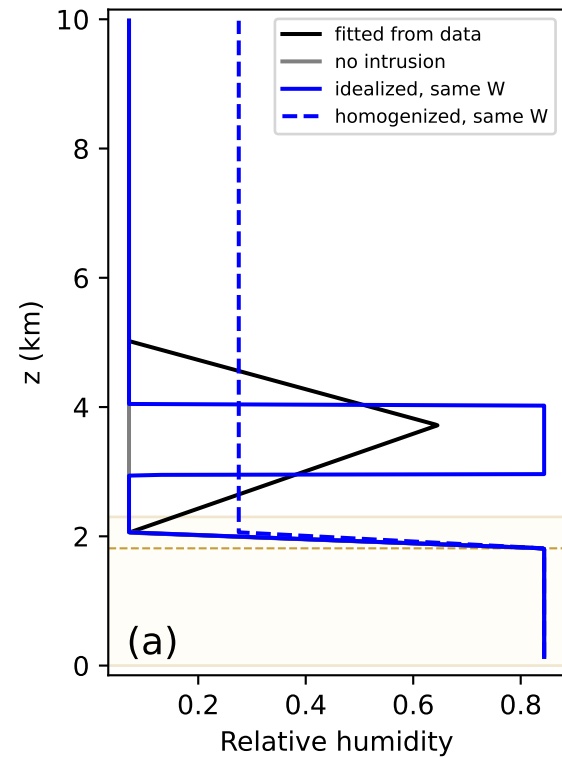 fitted from data
no intrusion
idealized, same W
homogenized, same W
z (km)
10
8
6
4
2
0
(a)
0.2 0.4 0.6 0.8
Relative humidity